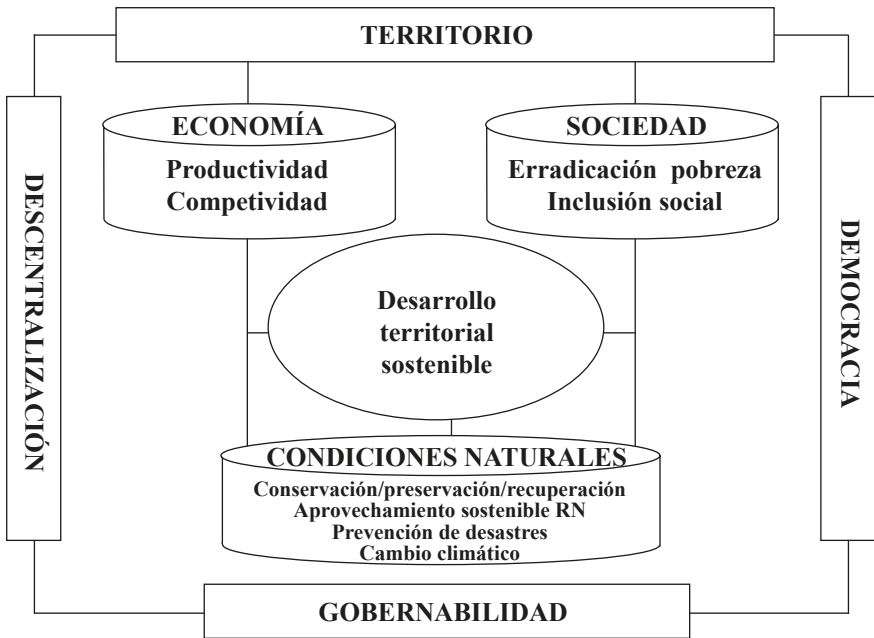 TERRITORIO
DESCENTRALIZACIÓN
ECONOMÍA
Productividad
Competividad
SOCIEDAD
Erradicación pobreza
Inclusión social
DEMOCRACIA
Desarrollo
territorial
sostenible
CONDICIONES NATURALES
Conservación/preservación/recuperación
Aprovechamiento sostenible RN
Prevención de desastres
Cambio climático
GOBERNABILIDAD